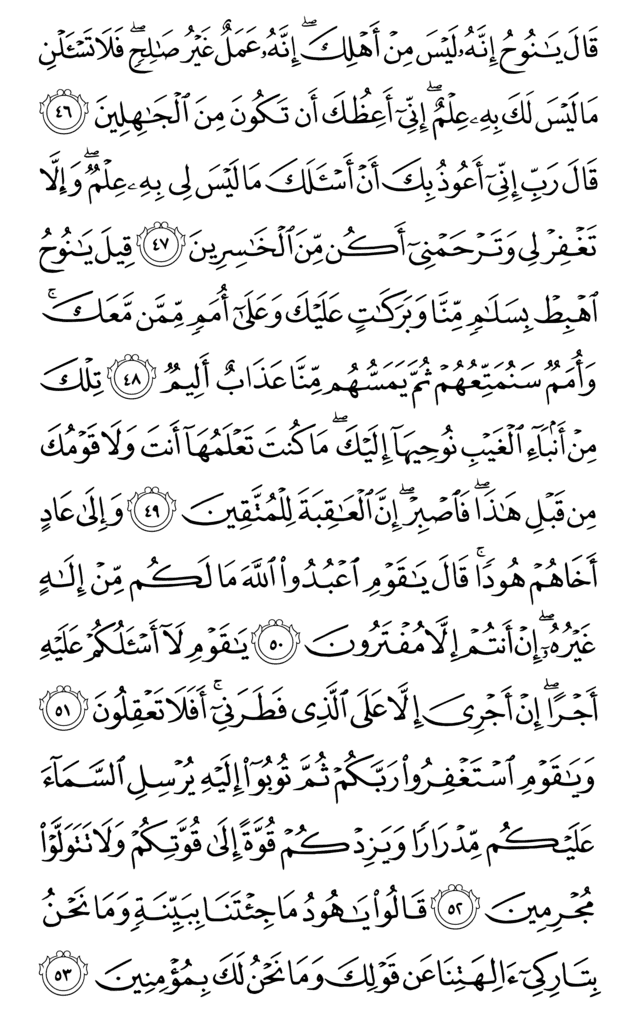 قَالَ يَٰنُوحُ إِنَّهُۥ لَيْسَ مِنْ أَهْلِكَ ۖ إِنَّهُۥ عَمَلٌ غَيْرُ صَٰلِحٍ ۖ فَلَا تَسْـَٔلْنِ
مَا لَيْسَ لَكَ بِهِۦ عِلْمٌ ۖ إِنِّىٓ أَعِظُكَ أَن تَكُونَ مِنَ ٱلْجَٰهِلِينَ ٤٦
قَالَ رَبِّ إِنِّىٓ أَعُوذُ بِكَ أَنْ أَسْـَٔلَكَ مَا لَيْسَ لِى بِهِۦ عِلْمٌ ۖ وَإِلَّا
تَغْفِرْ لِى وَتَرْحَمْنِىٓ أَكُن مِّنَ ٱلْخَٰسِرِينَ ٤٧ قِيلَ يَٰنُوحُ
ٱهْبِطْ بِسَلَٰمٍ مِّنَّا وَبَرَكَٰتٍ عَلَيْكَ وَعَلَىٰٓ أُمَمٍ مِّمَّن مَّعَكَ ۚ
وَأُمَمٌ سَنُمَتِّعُهُمْ ثُمَّ يَمَسُّهُم مِّنَّا عَذَابٌ أَلِيمٌ ٤٨ تِلْكَ
مِنْ أَنۢبَآءِ ٱلْغَيْبِ نُوحِيهَآ إِلَيْكَ ۖ مَا كُنتَ تَعْلَمُهَآ أَنتَ وَلَا قَوْمُكَ
مِن قَبْلِ هَٰذَا ۖ فَٱصْبِرْ ۖ إِنَّ ٱلْعَٰقِبَةَ لِلْمُتَّقِينَ ٤٩ وَإِلَىٰ عَادٍ
أَخَاهُمْ هُودًا ۚ قَالَ يَٰقَوْمِ ٱعْبُدُوا۟ ٱللَّهَ مَا لَكُم مِّنْ إِلَٰهٍ
غَيْرُهُۥٓ ۖ إِنْ أَنتُمْ إِلَّا مُفْتَرُونَ ٥٠ يَٰقَوْمِ لَآ أَسْـَٔلُكُمْ عَلَيْهِ
أَجْرًا ۖ إِنْ أَجْرِىَ إِلَّا عَلَى ٱلَّذِى فَطَرَنِىٓ ۚ أَفَلَا تَعْقِلُونَ ٥١
وَيَٰقَوْمِ ٱسْتَغْفِرُوا۟ رَبَّكُمْ ثُمَّ تُوبُوٓا۟ إِلَيْهِ يُرْسِلِ ٱلسَّمَآءَ
عَلَيْكُم مِّدْرَارًا وَيَزِدْكُمْ قُوَّةً إِلَىٰ قُوَّتِكُمْ وَلَا تَتَوَلَّوْا۟
مُجْرِمِينَ ٥٢ قَالُوا۟ يَٰهُودُ مَا جِئْتَنَا بِبَيِّنَةٍ وَمَا نَحْنُ
بِتَارِكِىٓ ءَالِهَتِنَا عَن قَوْلِكَ وَمَا نَحْنُ لَكَ بِمُؤْمِنِينَ ٥٣